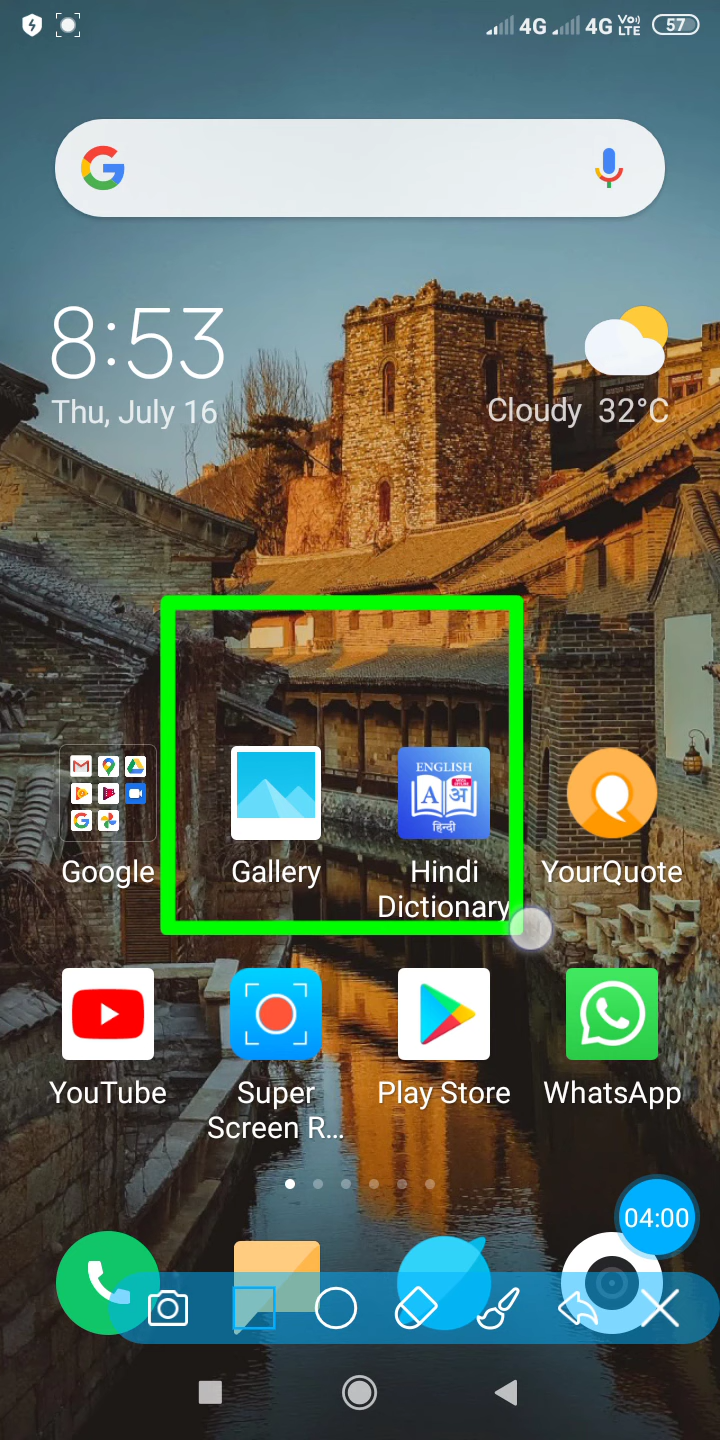 4G 4G Vo) LTE 57
8:53
Thu, July 16
Cloudy 32°C
ENGLISH
A अ
हिन्दी
Google Gallery Hindi Dictionary YourQuote
YouTube Super Screen R... Play Store WhatsApp
04:00